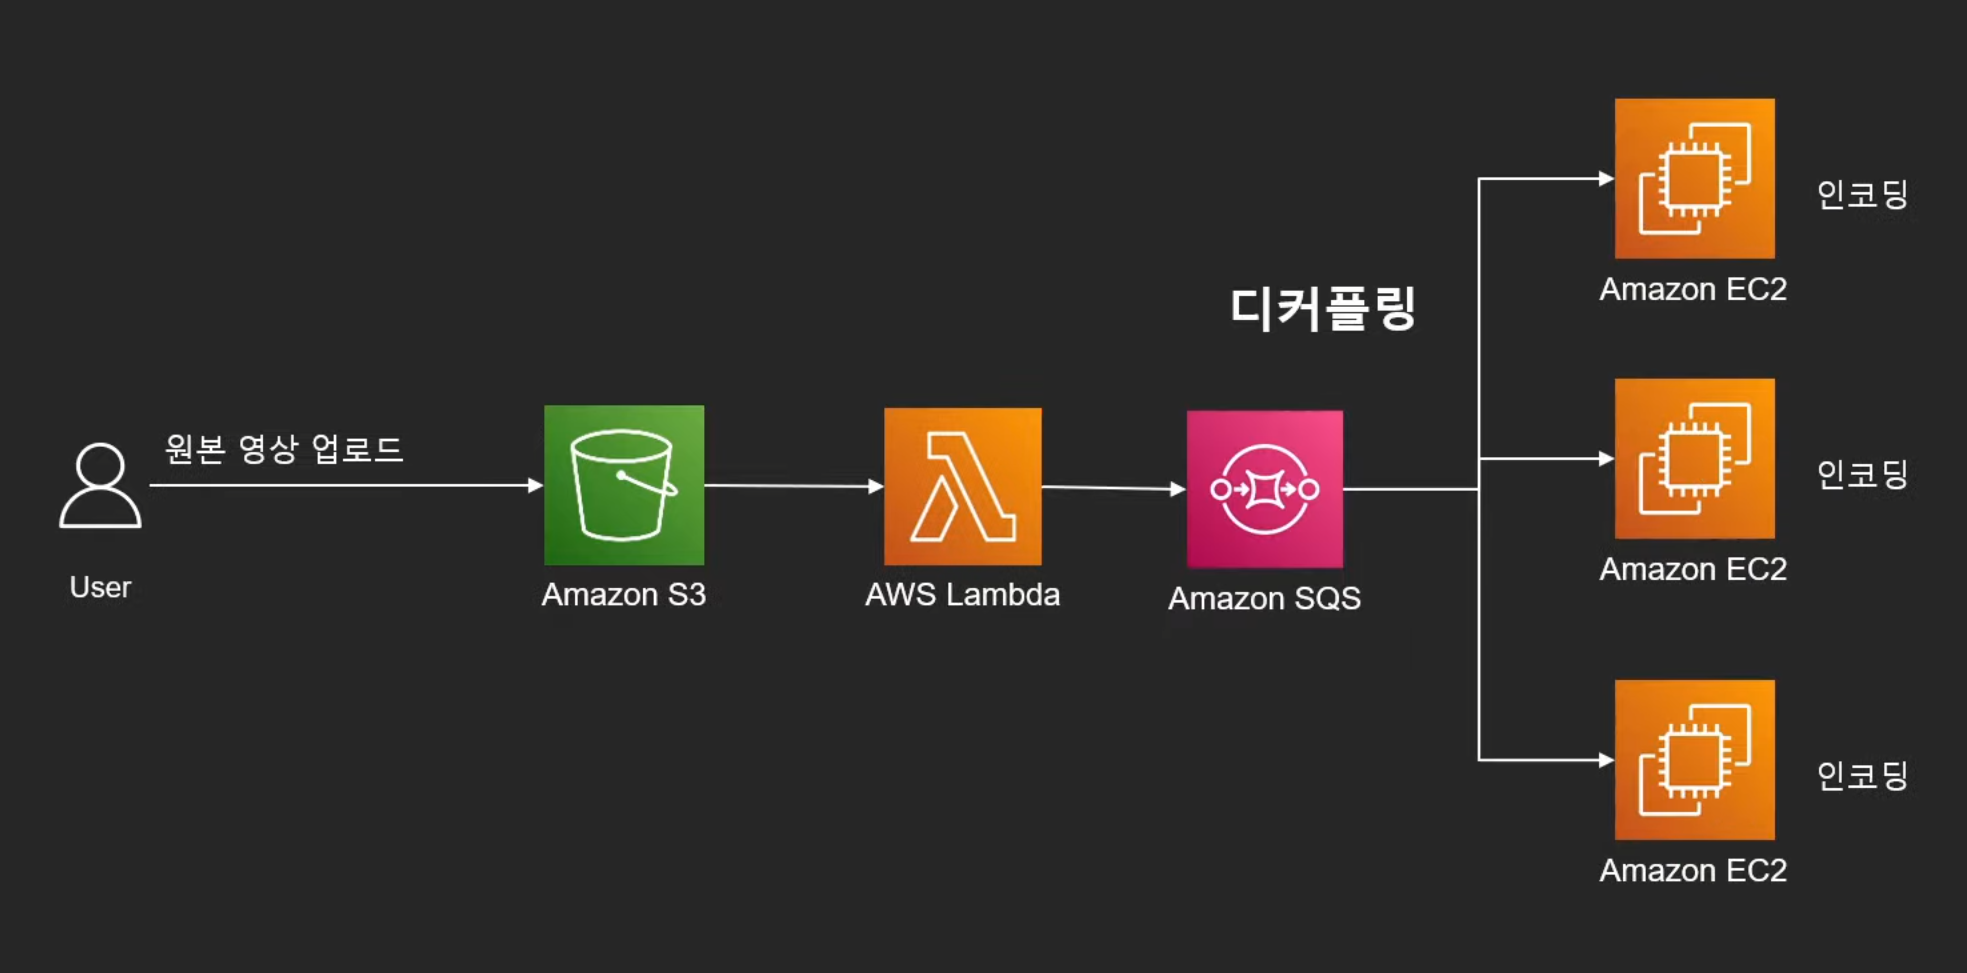 인코딩
Amazon EC2
디커플링
원본 영상 업로드
인코딩
Amazon EC2
User
Amazon S3
AWS Lambda
Amazon SQS
인코딩
Amazon EC2